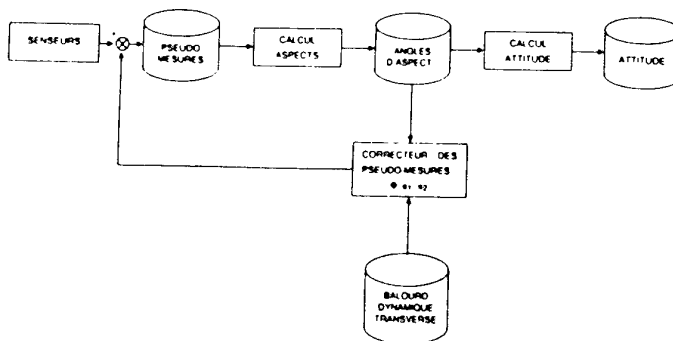 SENSEURS
PSEUDO
MESURES
CALCUL
ASPECTS
ANGLES
D'ASPECT
CALCUL
ATTITUDE
ATTITUDE
CORRECTEUR DES
PSEUDO-MESURES
BALOURD
DYNAMIQUE
TRANSVERSE